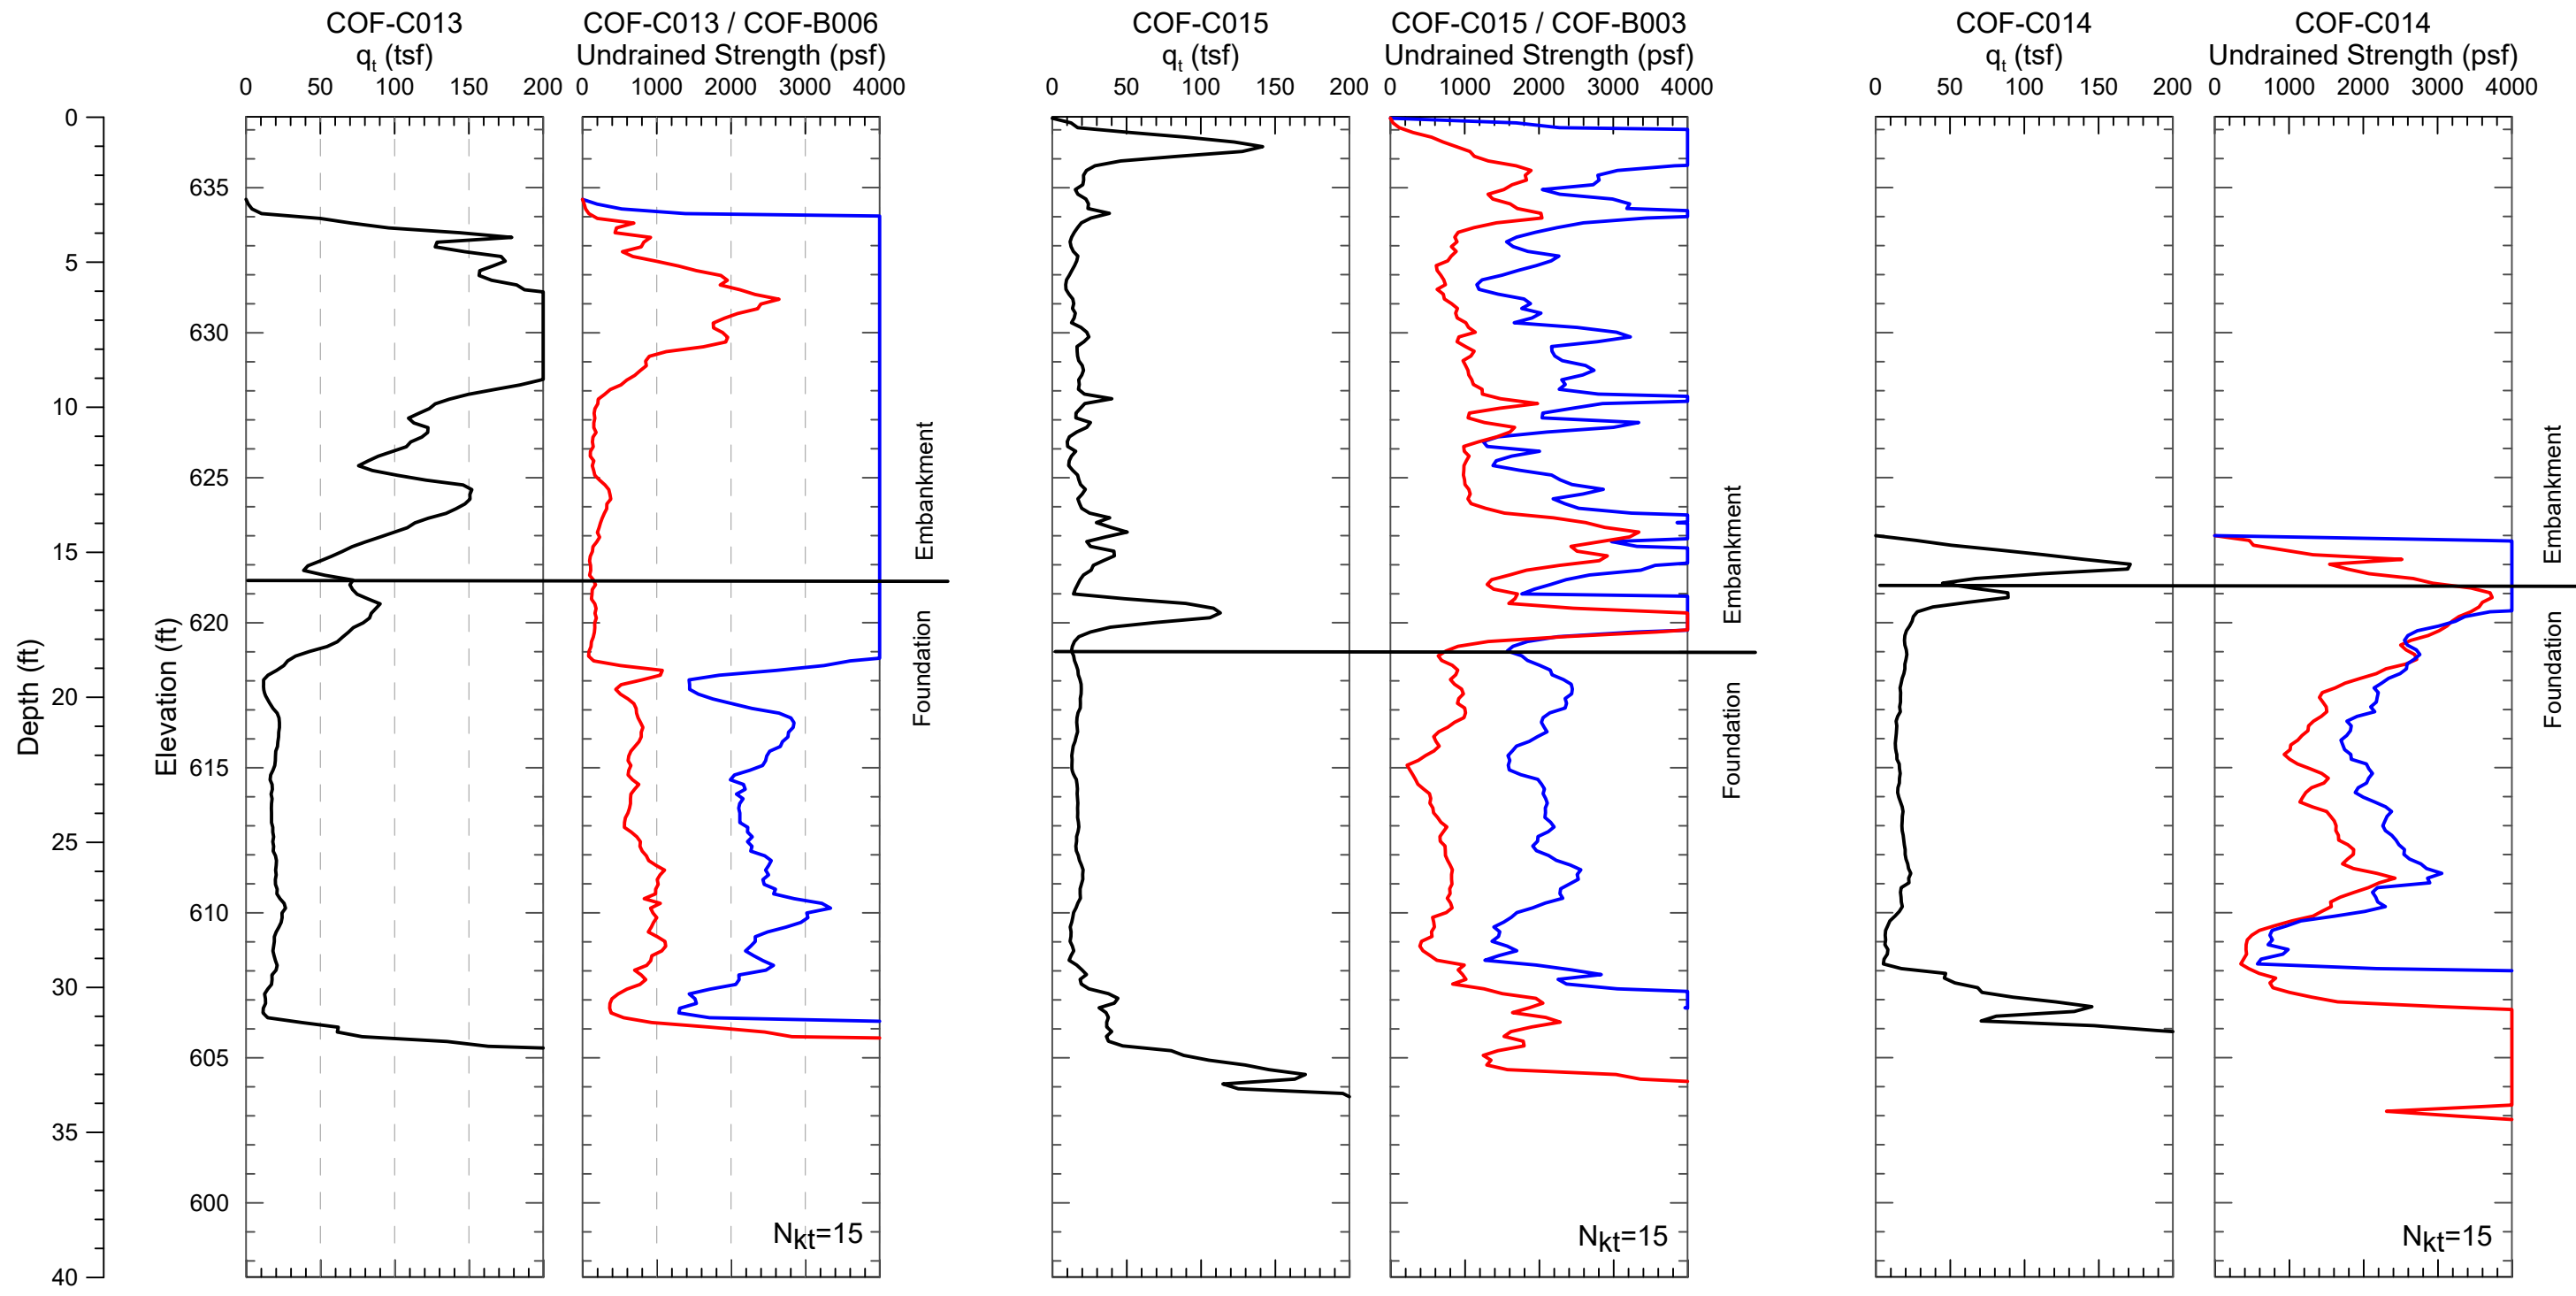 COF-C013
COF-C013 / COF-B006
COF-C015
COF-C015 / COF-B003
COF-C014
COF-C014
qt (tsf)
Undrained Strength (psf)
qt (tsf)
Undrained Strength (psf)
qt (tsf)
Undrained Strength (psf)
0 50 100 150 200
0 1000 2000 3000 4000
0 50 100 150 200
0 1000 2000 3000 4000
0 50 100 150 200
0 1000 2000 3000 4000
Depth (ft)
0
5
10
15
20
25
30
35
40
Elevation (ft)
635
630
625
620
615
610
605
600
Embankment
Foundation
Nkt=15
Embankment
Foundation
Nkt=15
Embankment
Foundation
Nkt=15